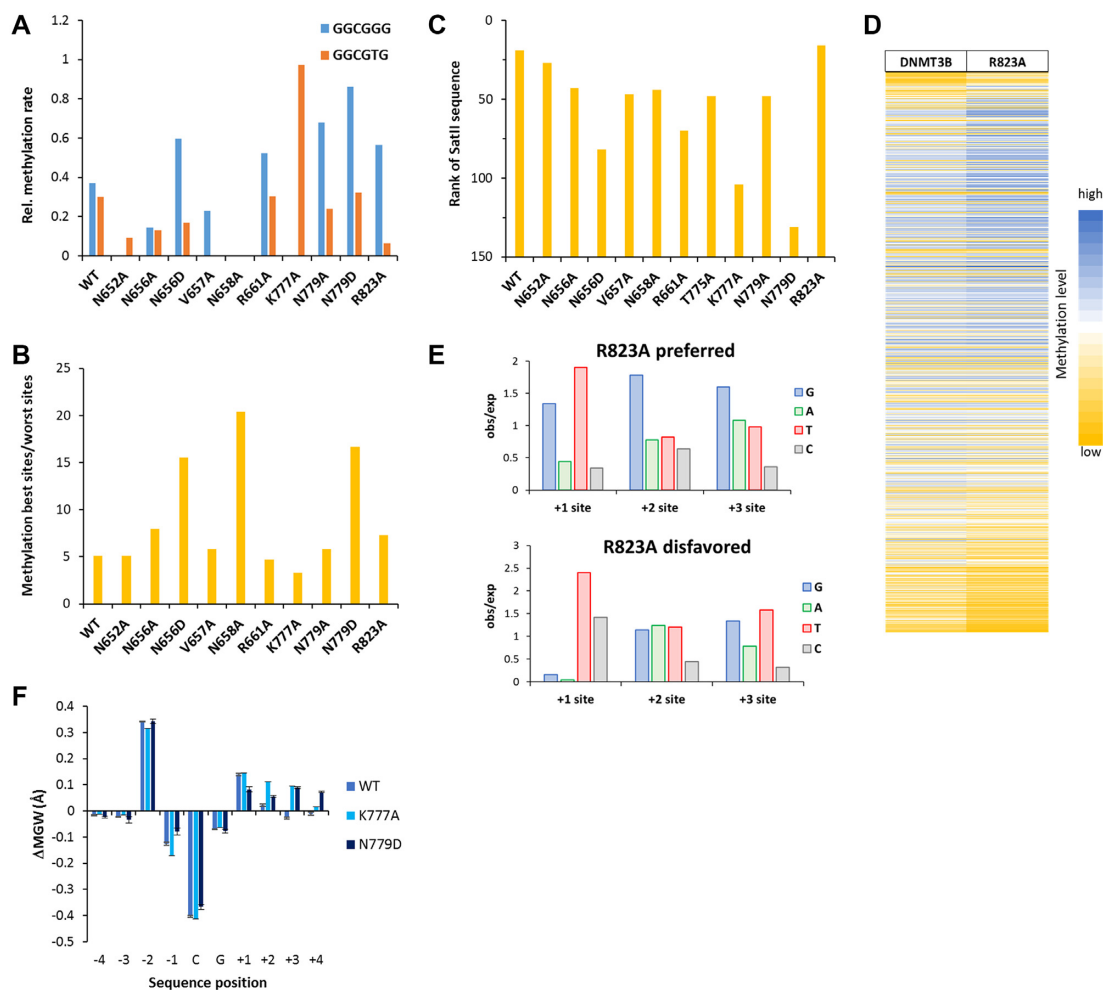 A
1.2
1
0.8
0.6
0.4
0.2
0
Rel. methylation rate
GGCGGG
GGCGTG
WT
N652A
N656A
N656D
V657A
N658A
R661A
K777A
N779A
N779D
R823A
B
25
20
15
10
5
0
Methylation best sites/worst sites
WT
N652A
N656A
N656D
V657A
N658A
R661A
K777A
N779A
N779D
R823A
C
0
50
100
150
Rank of SatII sequence
WT
N652A
N656A
N656D
V657A
N658A
R661A
T775A
K777A
N779A
N779D
R823A
D
DNMT3B R823A
high
Methylation level
low
E
R823A preferred
2
1.5
1
0.5
0
obs/exp
G
A
T
C
+1 site +2 site +3 site
R823A disfavored
3
2.5
2
1.5
1
0.5
0
obs/exp
G
A
T
C
+1 site +2 site +3 site
F
0.4
0.3
0.2
0.1
0
-0.1
-0.2
-0.3
-0.4
-0.5
ΔMGW (Å)
WT
K777A
N779D
-4 -3 -2 -1 C G +1 +2 +3 +4
Sequence position